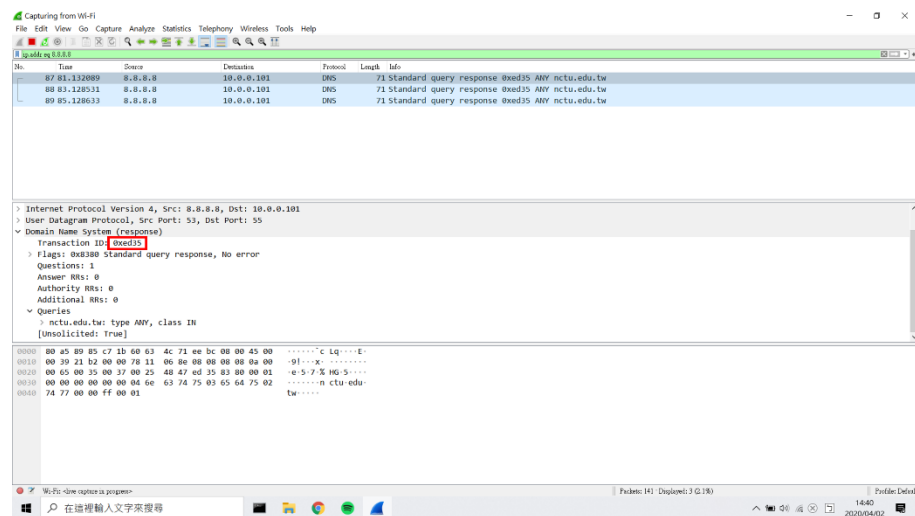 Capturing from Wi-Fi
File Edit View Go Capture Analyze Statistics Telephony Wireless Tools Help
ip.addr eq 8.8.8.8
No. Time Source Destination Protocol Length Info
87 81.132089 8.8.8.8 10.0.0.101 DNS 71 Standard query response 0xed35 ANY nctu.edu.tw
88 83.128531 8.8.8.8 10.0.0.101 DNS 71 Standard query response 0xed35 ANY nctu.edu.tw
89 85.128633 8.8.8.8 10.0.0.101 DNS 71 Standard query response 0xed35 ANY nctu.edu.tw
> Internet Protocol Version 4, Src: 8.8.8.8, Dst: 10.0.0.101
> User Datagram Protocol, Src Port: 53, Dst Port: 55
Domain Name System (response)
Transaction ID: 0xed35
> Flags: 0x8380 Standard query response, No error
Questions: 1
Answer RRs: 0
Authority RRs: 0
Additional RRs: 0
Queries
> nctu.edu.tw: type ANY, class IN
[Unsolicited: True]
0000 80 a5 89 85 c7 1b 60 63 4c 71 ee bc 08 00 45 00 ······`c Lq····E·
0010 00 39 21 b2 00 00 78 11 06 8e 08 08 08 08 0a 00 ·9!···x· ········
0020 00 65 00 35 00 37 00 25 48 47 ed 35 83 80 00 01 ·e·5·7·% HG·5····
0030 00 00 00 00 00 00 04 6e 63 74 75 03 65 64 75 02 ·······n ctu·edu·
0040 74 77 00 00 ff 00 01 tw·····
Wi-Fi: <live capture in progress> Packets: 141 · Displayed: 3 (2.1%) Profile: Defaul
在這裡輸入文字來搜尋
14:40
2020/04/02